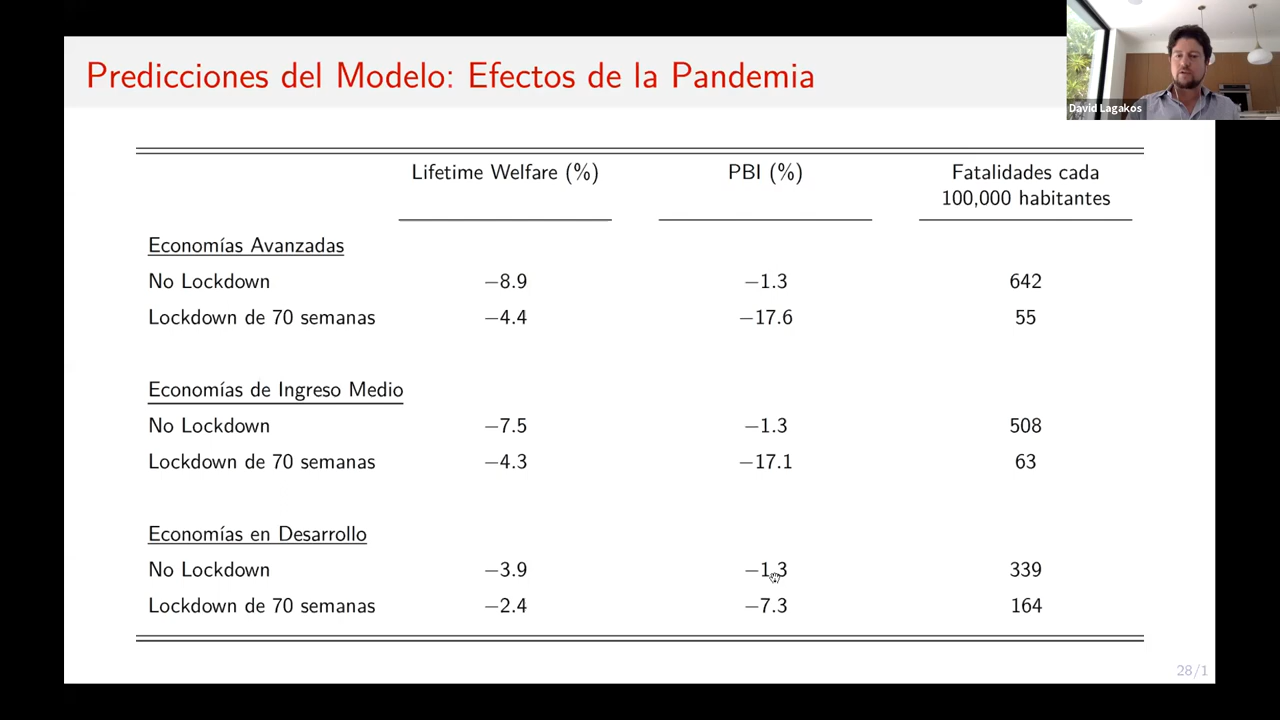 Predicciones del Modelo: Efectos de la Pandemia
David Lagakos
Lifetime Welfare (%) PBI (%) Fatalidades cada
100,000 habitantes
Economías Avanzadas
No Lockdown −8.9 −1.3 642
Lockdown de 70 semanas −4.4 −17.6 55
Economías de Ingreso Medio
No Lockdown −7.5 −1.3 508
Lockdown de 70 semanas −4.3 −17.1 63
Economías en Desarrollo
No Lockdown −3.9 −1.3 339
Lockdown de 70 semanas −2.4 −7.3 164
28/1